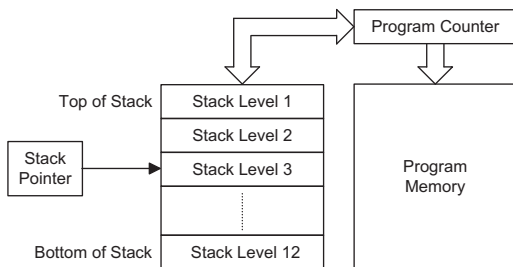 Program Counter
Top of Stack
Stack Level 1
Stack Level 2
Stack
Pointer
Stack Level 3
Program
Memory
Bottom of Stack
Stack Level 12